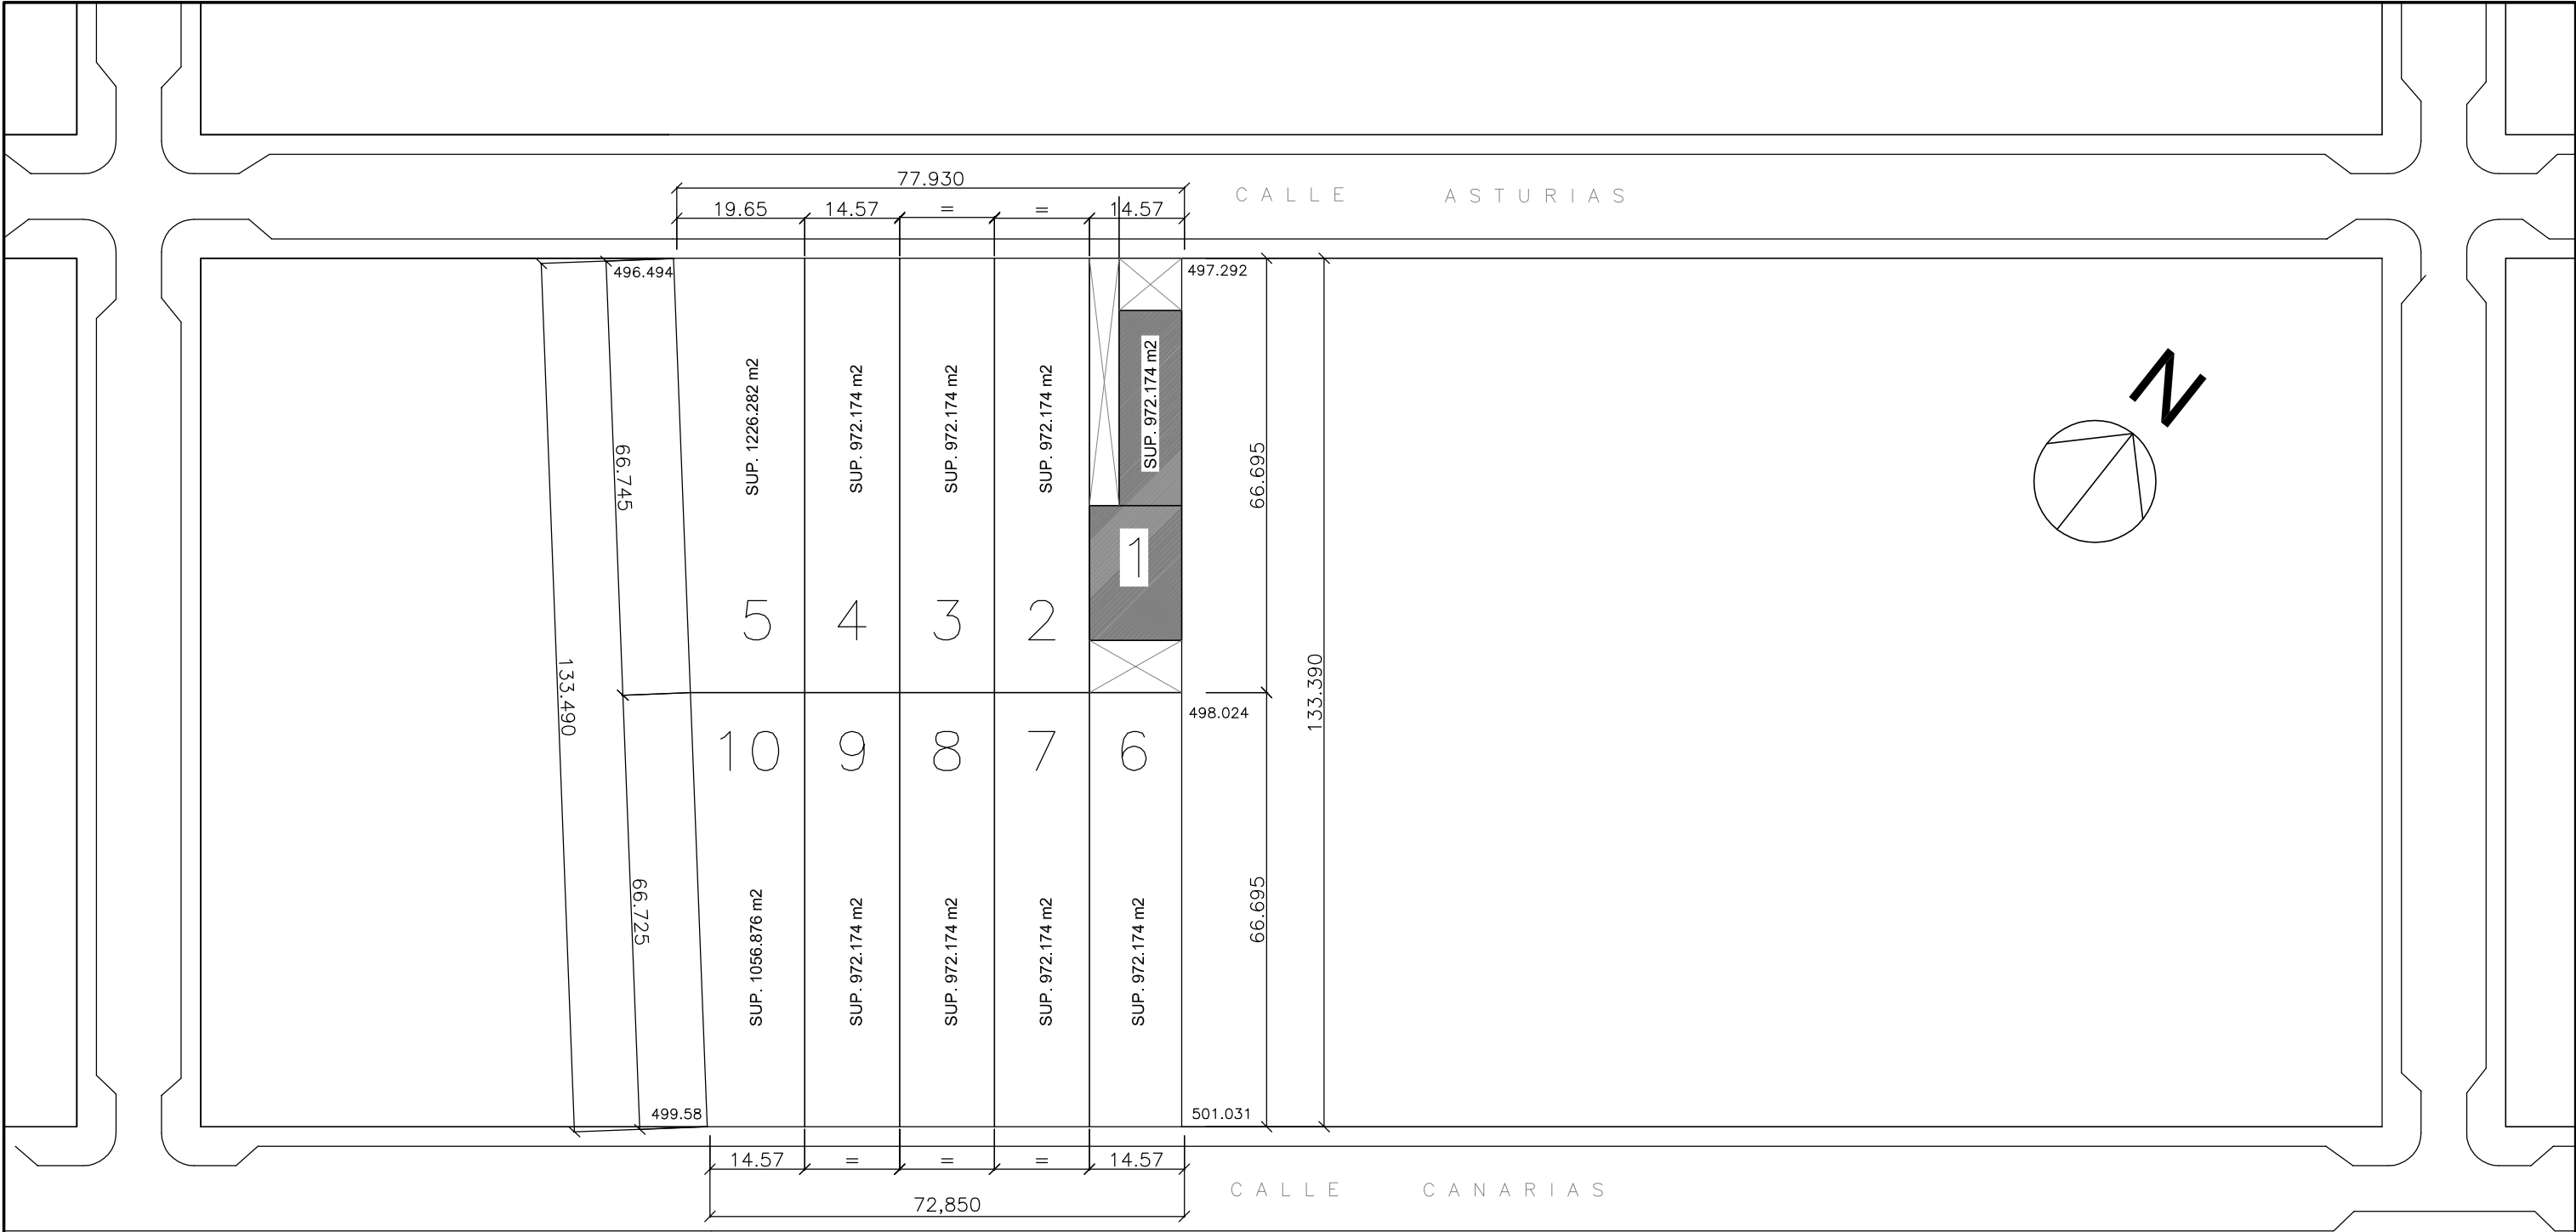 77.930
CALLE ASTURIAS
19.65 14.57 = = 14.57
496.494
497.292
N
SUP. 1226.282 m2
SUP. 972.174 m2
SUP. 972.174 m2
SUP. 972.174 m2
SUP. 972.174 m2
66.745
66.695
1
5 4 3 2
133.490
133.390
498.024
10 9 8 7 6
66.725
66.695
SUP. 1056.876 m2
SUP. 972.174 m2
SUP. 972.174 m2
SUP. 972.174 m2
SUP. 972.174 m2
499.58
501.031
14.57 = = = 14.57
CALLE CANARIAS
72,850